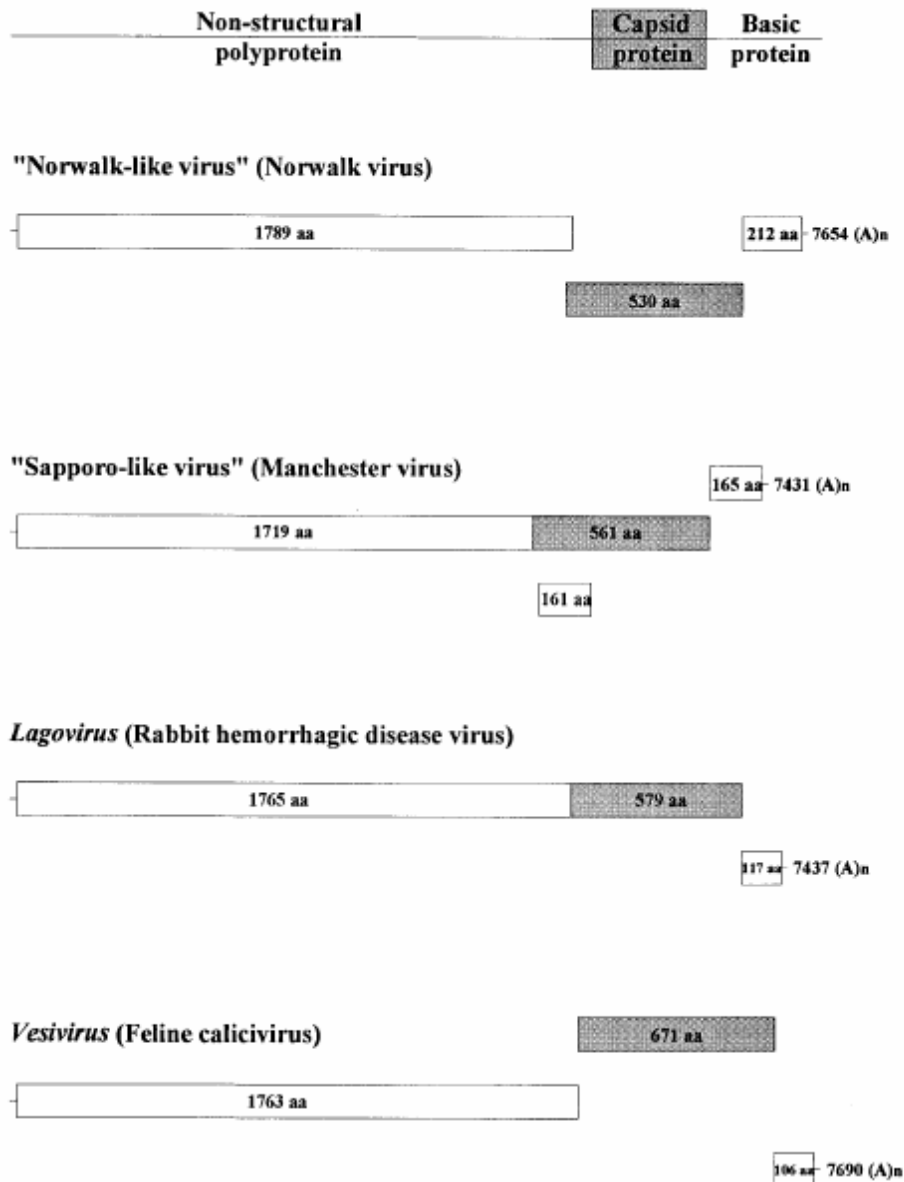 Non-structural Capsid Basic
polyprotein protein protein
"Norwalk-like virus" (Norwalk virus)
1789 aa 212 aa 7654 (A)n
530 aa
"Sapporo-like virus" (Manchester virus)
165 aa 7431 (A)n
1719 aa 561 aa
161 aa
Lagovirus (Rabbit hemorrhagic disease virus)
1765 aa 579 aa
117 aa 7437 (A)n
Vesivirus (Feline calicivirus) 671 aa
1763 aa
106 aa 7690 (A)n